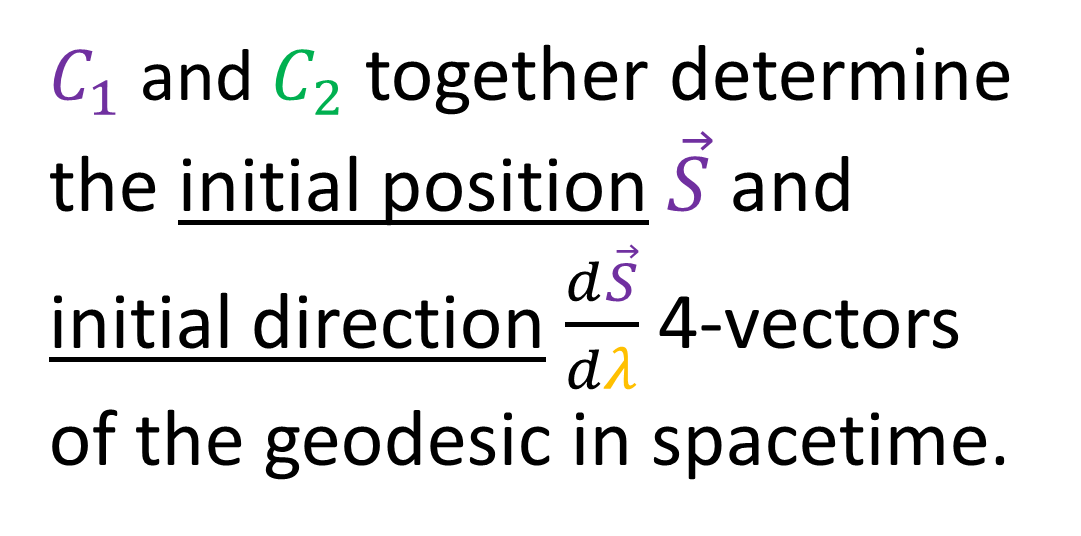 C₁ and C₂ together determine
the initial position S⃗ and
initial direction dS⃗/dλ 4-vectors
of the geodesic in spacetime.